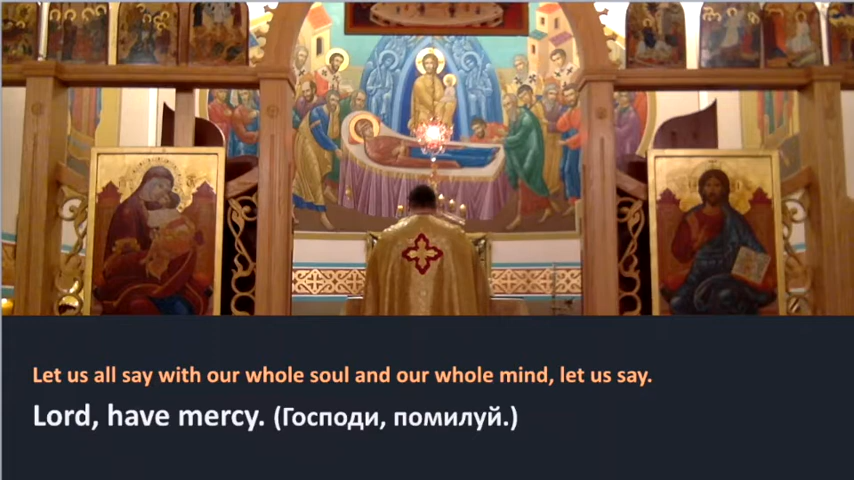 Let us all say with our whole soul and our whole mind, let us say.
Lord, have mercy. (Господи, помилуй.)